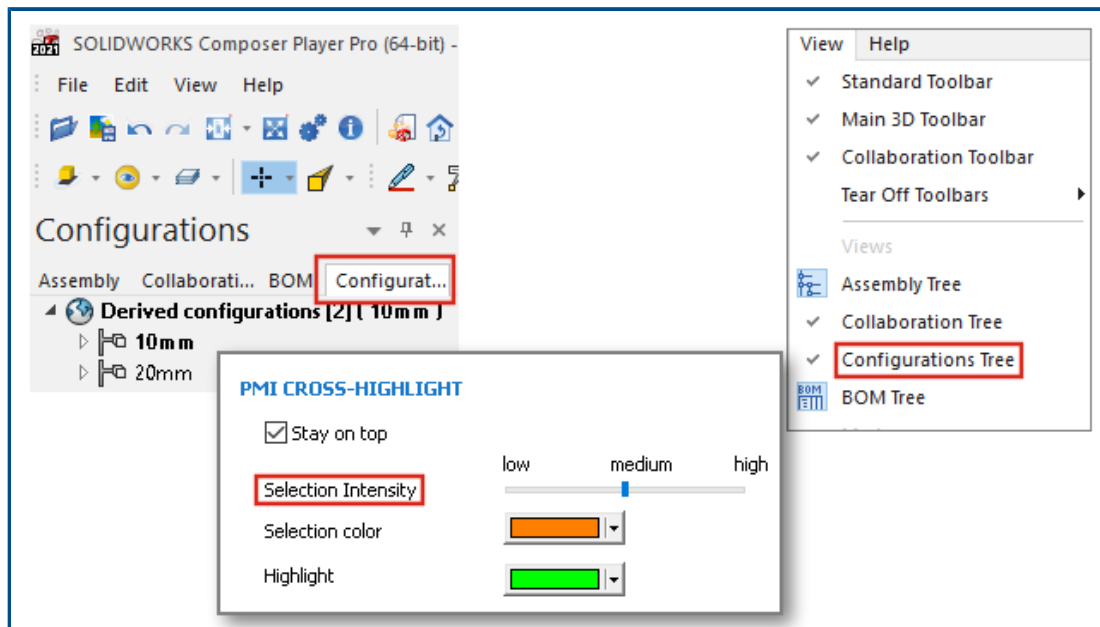 2021 SOLIDWORKS Composer Player Pro (64-bit) -
File Edit View Help
Configurations
Assembly Collaborati... BOM Configurat...
Derived configurations [2] ( 10mm )
10mm
20mm
PMI CROSS-HIGHLIGHT
Stay on top
low medium high
Selection Intensity
Selection color
Highlight
View Help
Standard Toolbar
Main 3D Toolbar
Collaboration Toolbar
Tear Off Toolbars
Views
Assembly Tree
Collaboration Tree
Configurations Tree
BOM BOM Tree